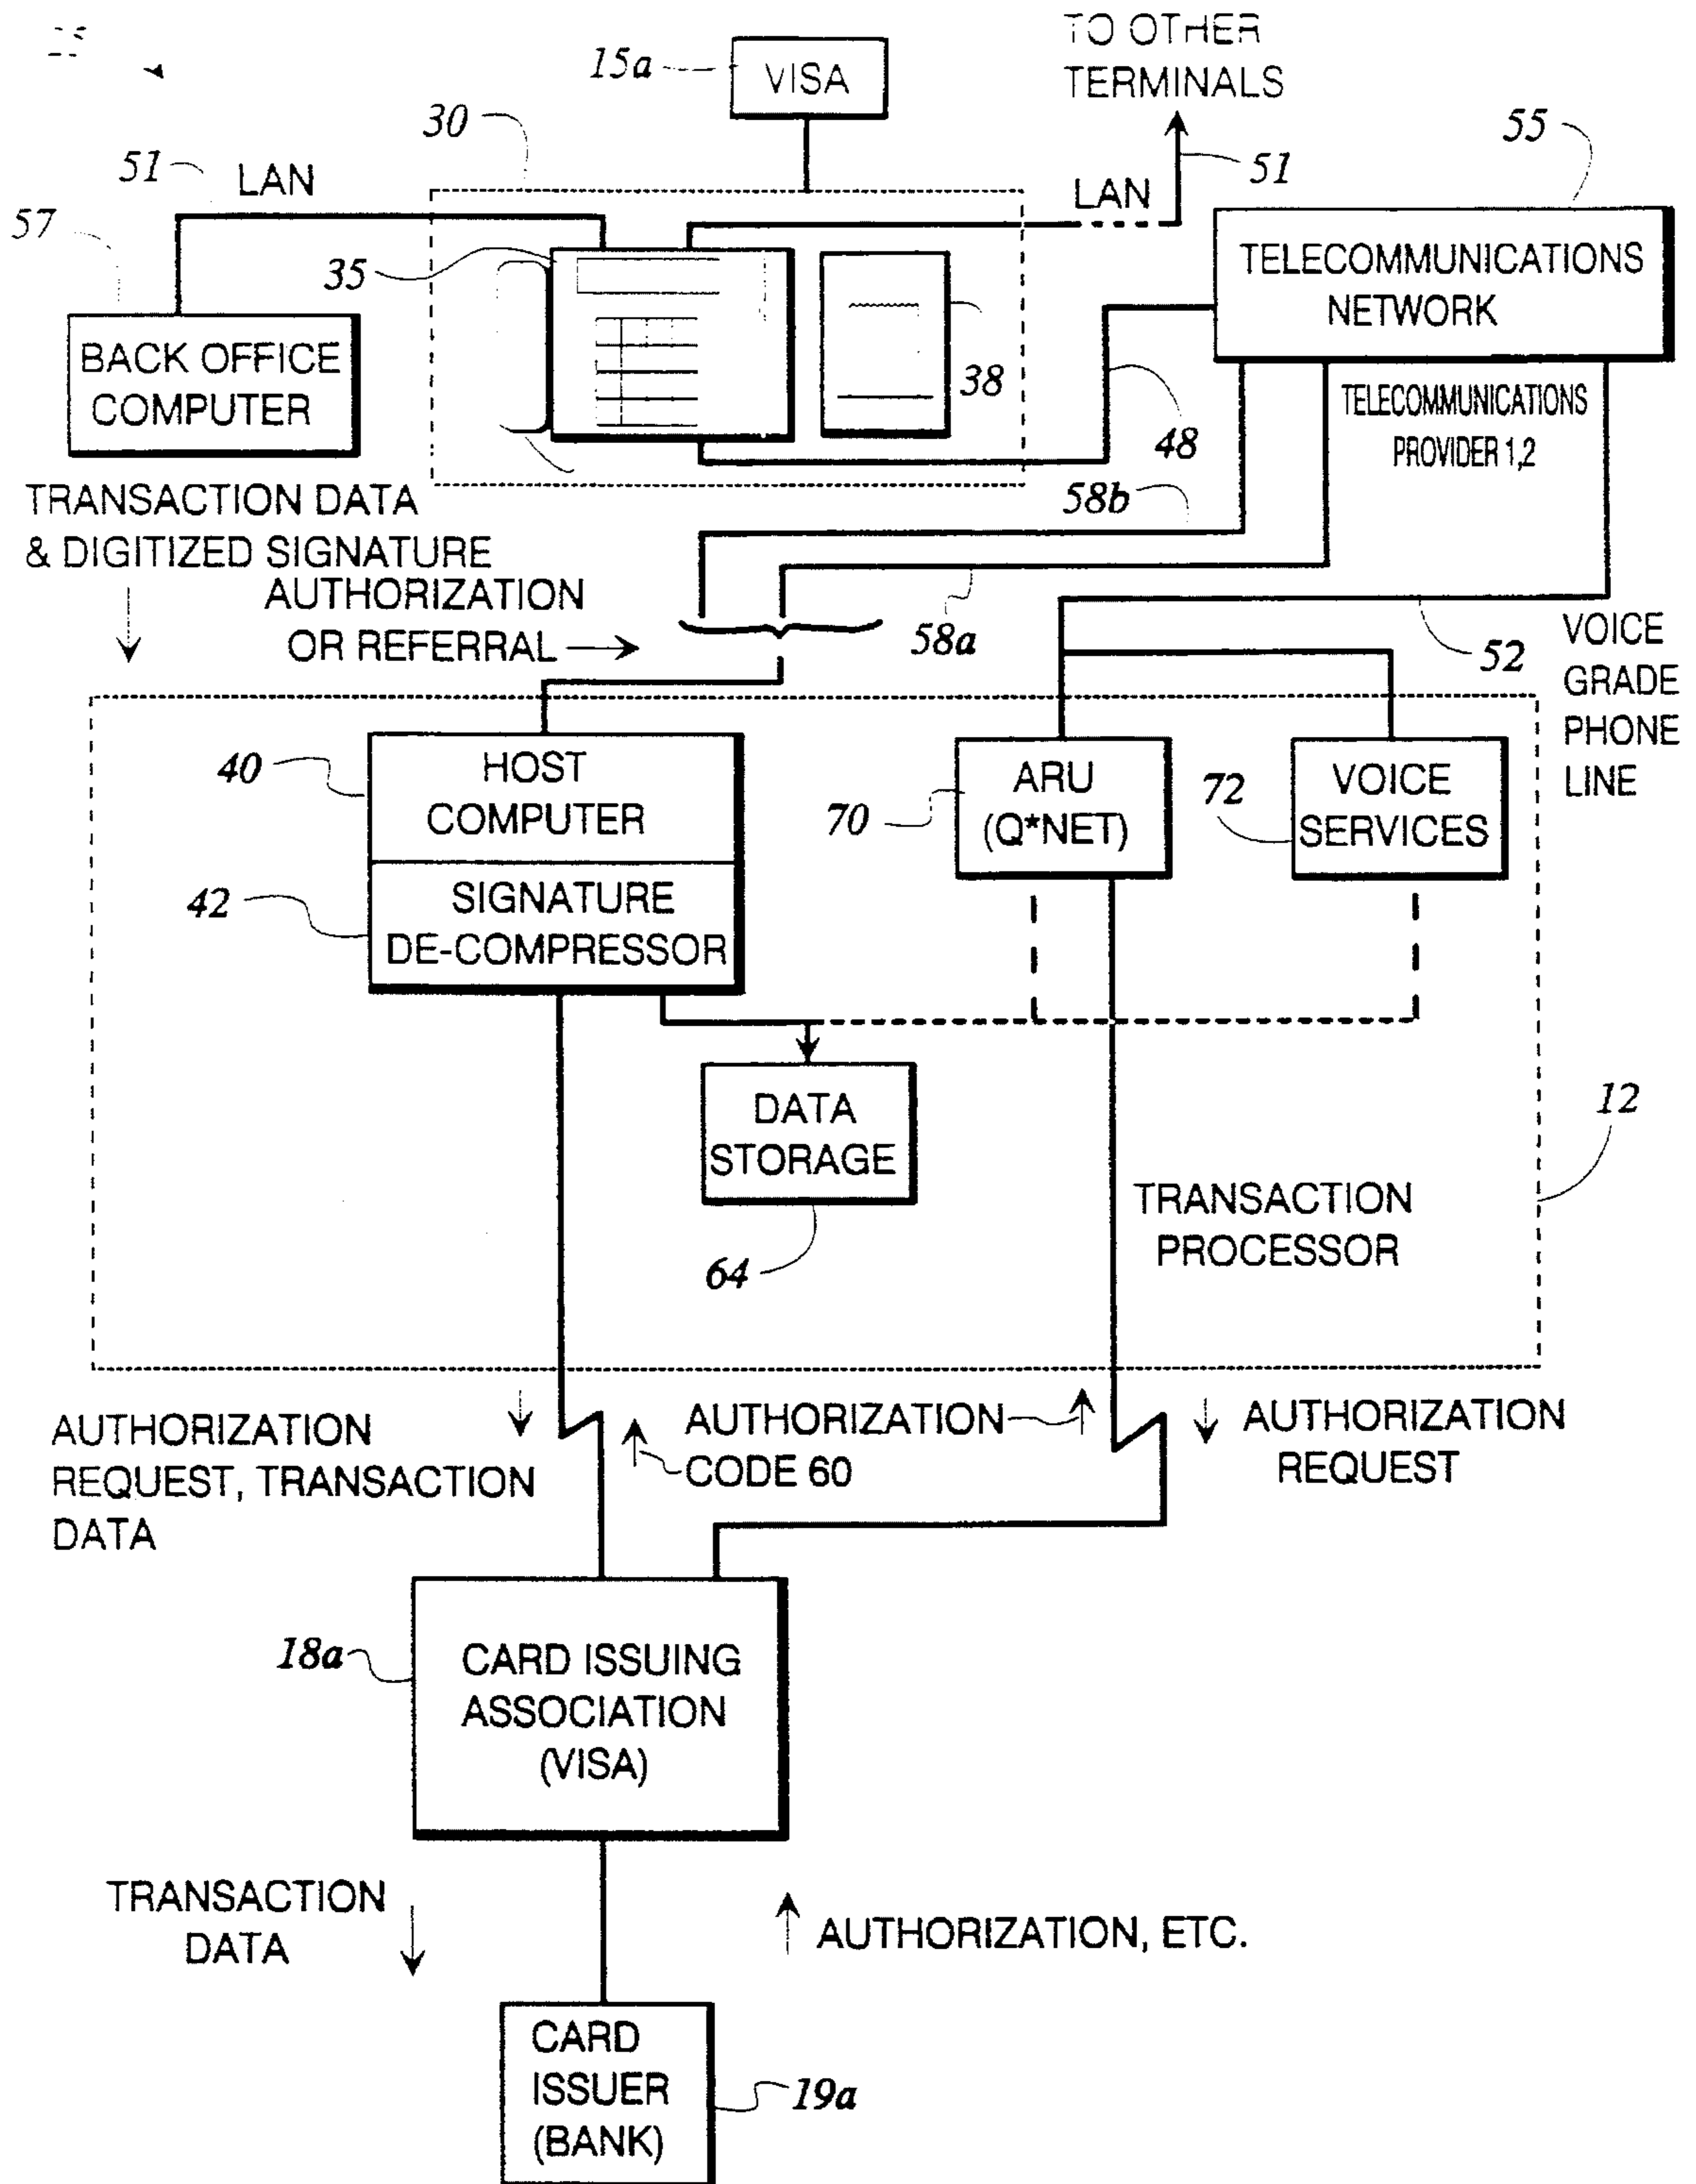 15a
VISA
TO OTHER
TERMINALS
30
55
51
LAN
LAN
51
57
35
TELECOMMUNICATIONS
NETWORK
BACK OFFICE
COMPUTER
38
48
TELECOMMUNICATIONS
PROVIDER 1,2
TRANSACTION DATA
& DIGITIZED SIGNATURE
58b
AUTHORIZATION
OR REFERRAL
58a
52
VOICE
GRADE
PHONE
LINE
40
HOST
COMPUTER
70
ARU
(Q*NET)
72
VOICE
SERVICES
42
SIGNATURE
DE-COMPRESSOR
DATA
STORAGE
64
12
TRANSACTION
PROCESSOR
AUTHORIZATION
REQUEST, TRANSACTION
DATA
AUTHORIZATION
CODE 60
AUTHORIZATION
REQUEST
18a
CARD ISSUING
ASSOCIATION
(VISA)
TRANSACTION
DATA
AUTHORIZATION, ETC.
CARD
ISSUER
(BANK)
19a